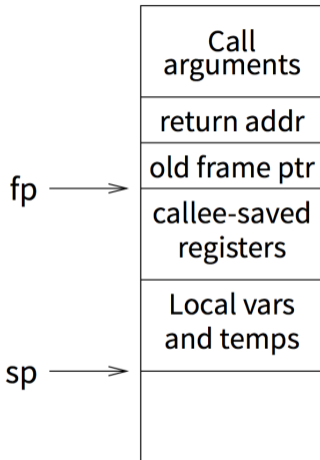 Call
arguments
return addr
old frame ptr
fp
callee-saved
registers
Local vars
and temps
sp